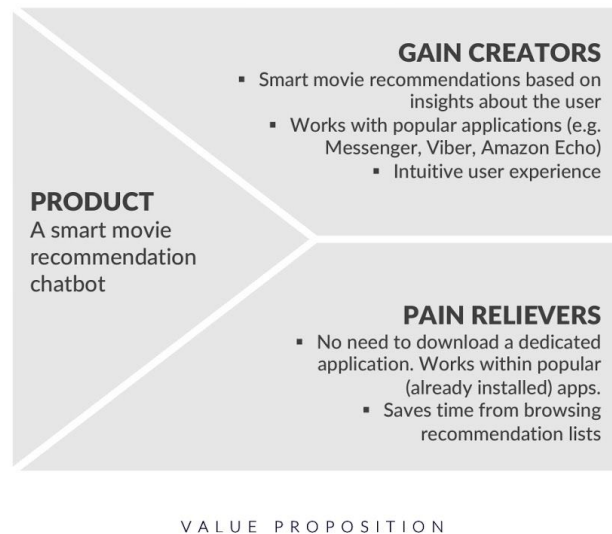 GAIN CREATORS
▪ Smart movie recommendations based on
insights about the user
▪ Works with popular applications (e.g.
Messenger, Viber, Amazon Echo)
▪ Intuitive user experience
PRODUCT
A smart movie
recommendation
chatbot
PAIN RELIEVERS
▪ No need to download a dedicated
application. Works within popular
(already installed) apps.
▪ Saves time from browsing
recommendation lists
VALUE PROPOSITION